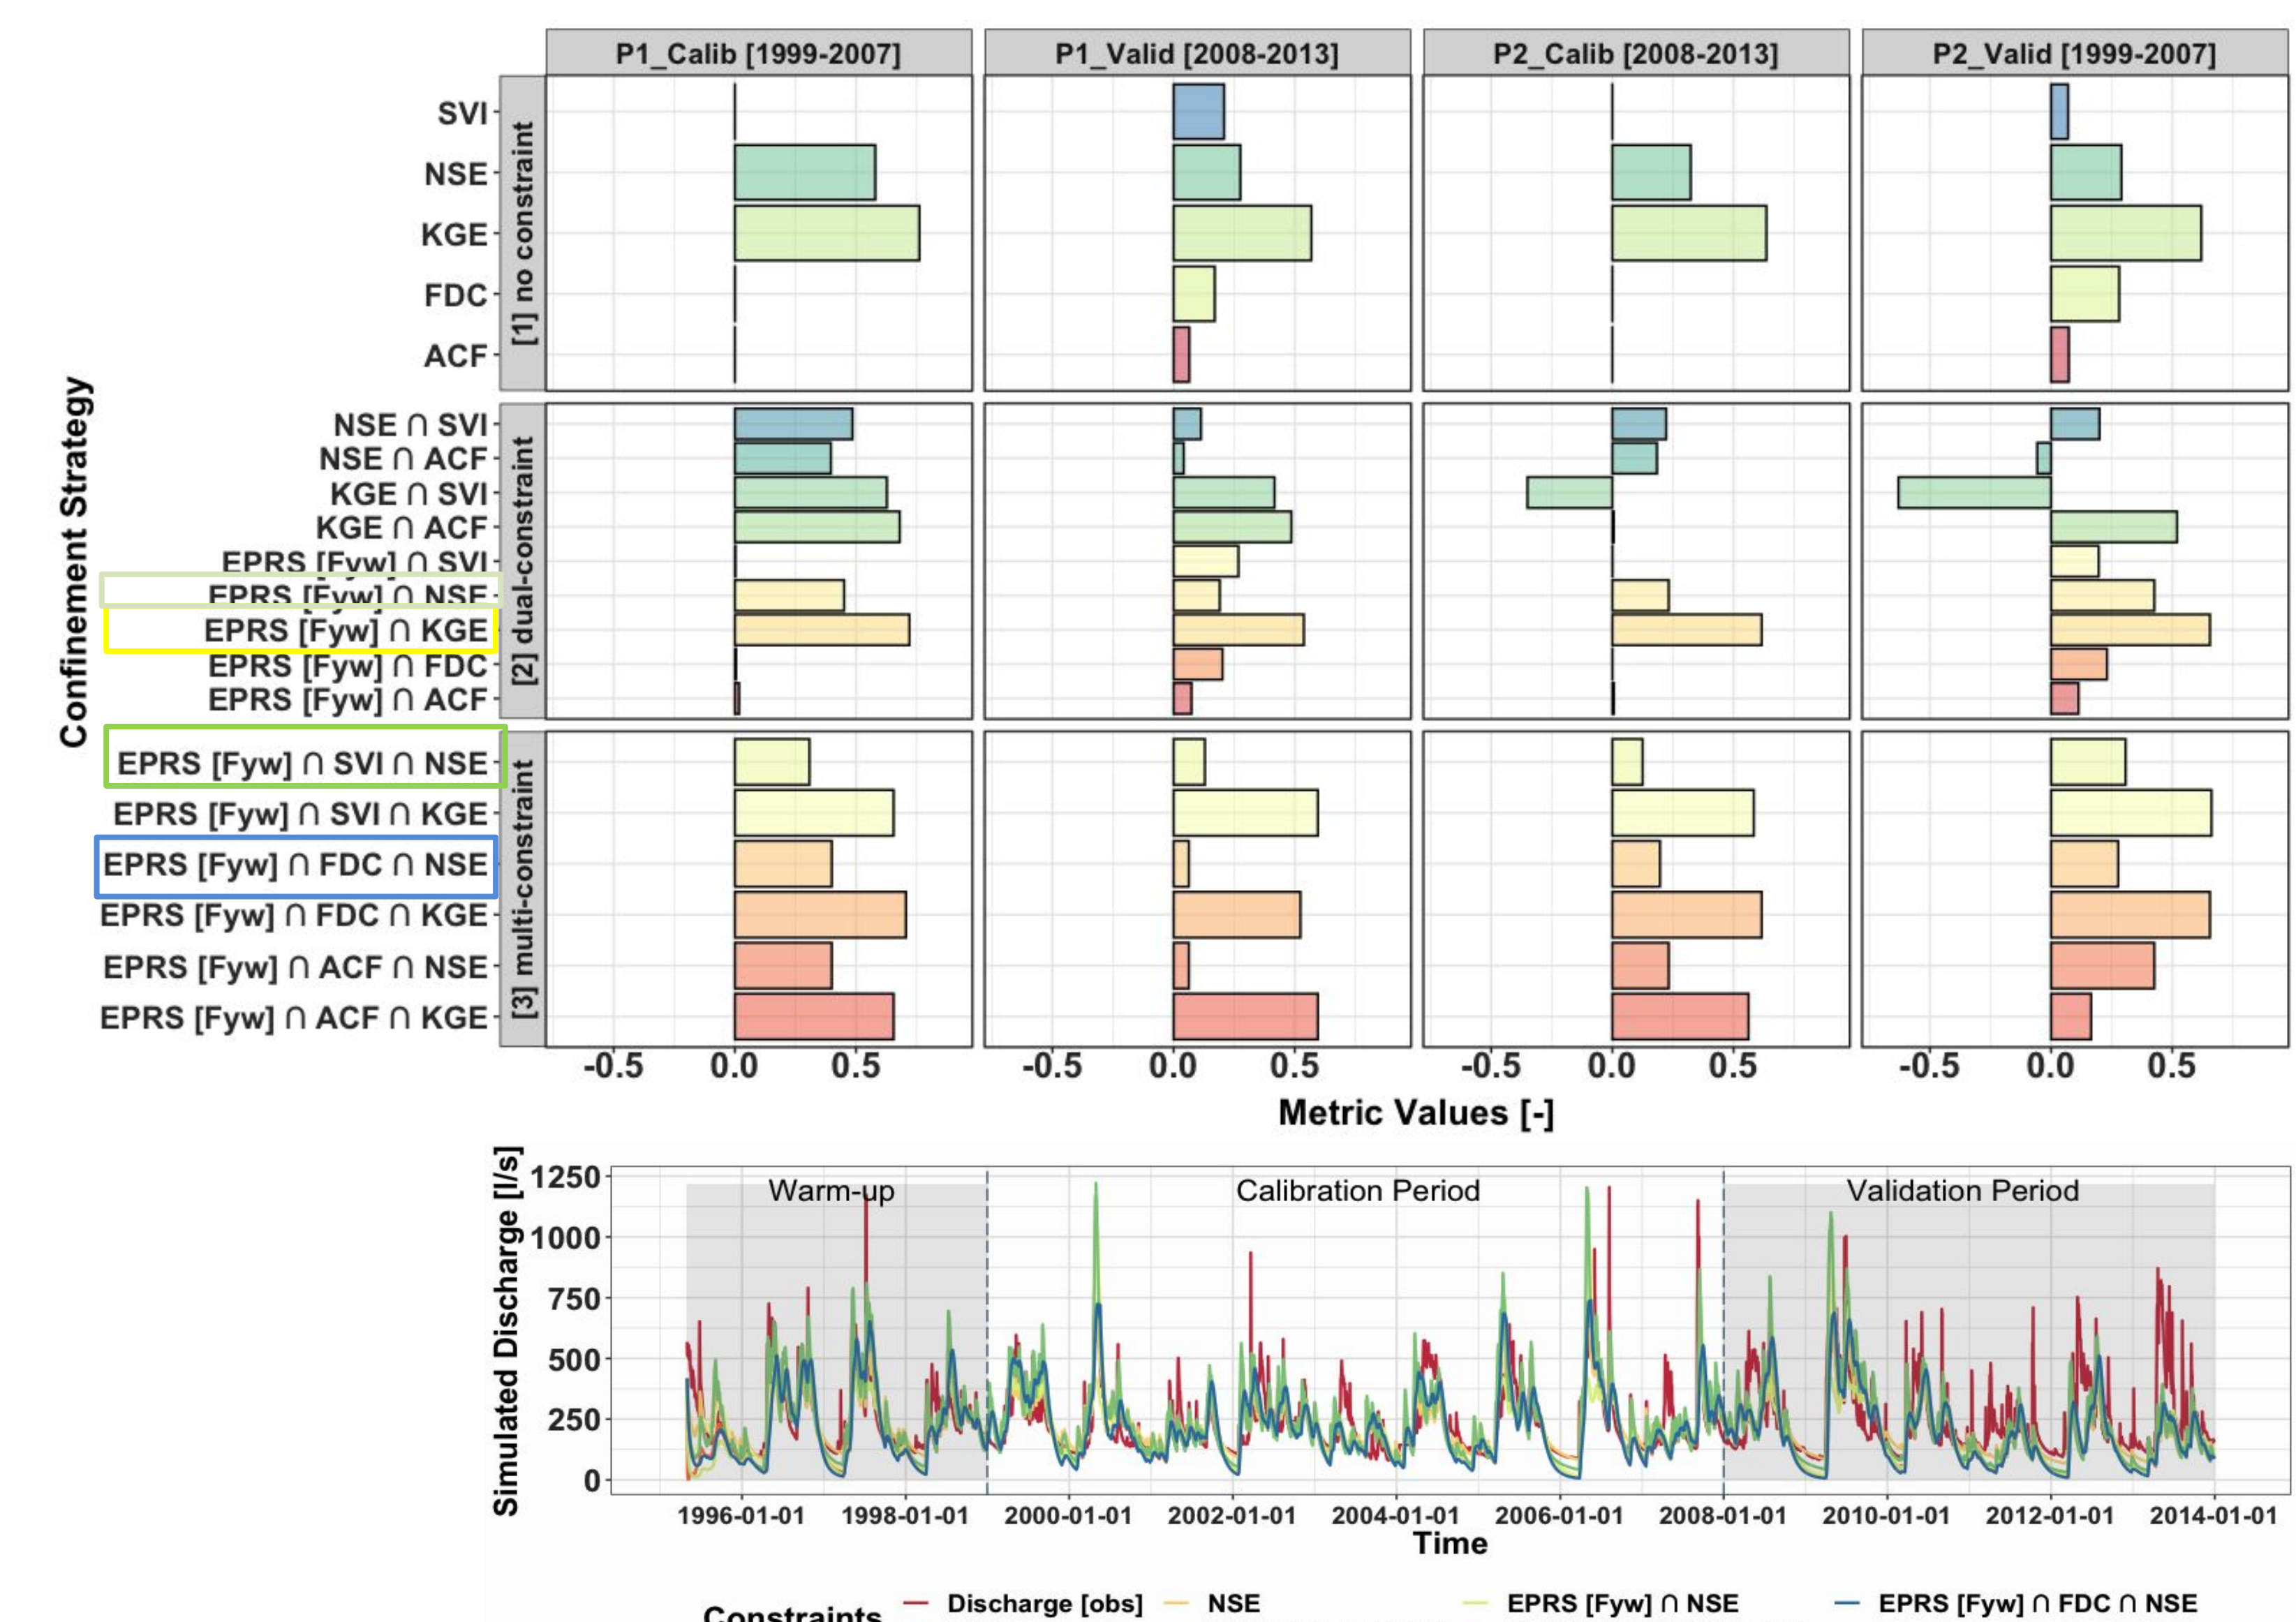 P1_Calib [1999-2007] P1_Valid [2008-2013] P2_Calib [2008-2013] P2_Valid [1999-2007]
Confinement Strategy
[1] no constraint
SVI
NSE
KGE
FDC
ACF
[2] dual-constraint
NSE ∩ SVI
NSE ∩ ACF
KGE ∩ SVI
KGE ∩ ACF
EPRS [Fyw] ∩ SVI
EPRS [Fyw] ∩ NSE
EPRS [Fyw] ∩ KGE
EPRS [Fyw] ∩ FDC
EPRS [Fyw] ∩ ACF
[3] multi-constraint
EPRS [Fyw] ∩ SVI ∩ NSE
EPRS [Fyw] ∩ SVI ∩ KGE
EPRS [Fyw] ∩ FDC ∩ NSE
EPRS [Fyw] ∩ FDC ∩ KGE
EPRS [Fyw] ∩ ACF ∩ NSE
EPRS [Fyw] ∩ ACF ∩ KGE
-0.5 0.0 0.5 -0.5 0.0 0.5 -0.5 0.0 0.5 -0.5 0.0 0.5
Metric Values [-]
Simulated Discharge [l/s]
Warm-up Calibration Period Validation Period
1250
1000
750
500
250
0
1996-01-01 1998-01-01 2000-01-01 2002-01-01 2004-01-01 2006-01-01 2008-01-01 2010-01-01 2012-01-01 2014-01-01
Time
Constraints Discharge [obs] NSE EPRS [Fyw] ∩ NSE EPRS [Fyw] ∩ FDC ∩ NSE